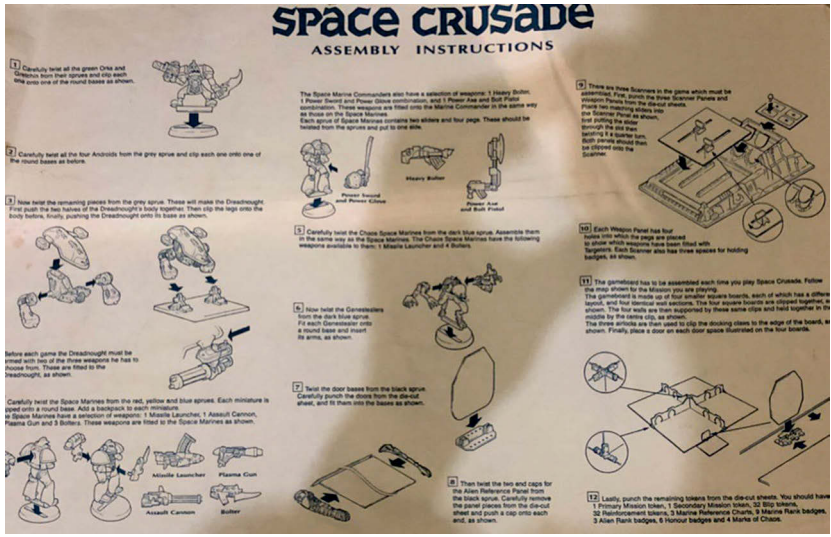 SPACE CRUSADE
ASSEMBLY INSTRUCTIONS
1 Carefully twist all the green Orks and
Gretchin from their sprues and clip each
one onto one of the round bases as shown.
2 Carefully twist all the four Androids from the grey sprue and clip each one onto one of
the round bases as before.
3 Now twist the remaining pieces from the grey sprue. These will make the Dreadnought.
First push the two halves of the Dreadnought's body together. Then clip the legs onto the
body before, finally, pushing the Dreadnought onto its base as shown.
Before each game the Dreadnought must be
armed with two of the three weapons he has to
choose from. These are fitted to the
Dreadnought, as shown.
Carefully twist the Space Marines from the red, yellow and blue sprues. Each miniature is
pped onto a round base. Add a backpack to each miniature.
e Space Marines have a selection of weapons: 1 Missile Launcher, 1 Assault Cannon,
Plasma Gun and 3 Bolters. These weapons are fitted to the Space Marines as shown.
Missile Launcher
Plasma Gun
Assault Cannon
Bolter
The Space Marine Commanders also have a selection of weapons: 1 Heavy Bolter,
1 Power Sword and Power Glove combination, and 1 Power Axe and Bolt Pistol
combination. These weapons are fitted onto the Marine Commander in the same way
as those on the Space Marines.
Each sprue of Space Marines contains two sliders and four pegs. These should be
twisted from the sprues and put to one side.
Power Sword
and Power Glove
Heavy Bolter
Power Axe
and Bolt Pistol
5 Carefully twist the Chaos Space Marines from the dark blue sprue. Assemble them
in the same way as the Space Marines. The Chaos Space Marines have the following
weapons available to them: 1 Missile Launcher and 4 Bolters.
6 Now twist the Genestealers
from the dark blue sprue.
Fit each Genestealer onto
a round base and insert
its arms, as shown.
7 Twist the door bases from the black sprue.
Carefully punch the doors from the die-cut
sheet, and fit them into the bases as shown.
8 Then twist the two end caps for
the Alien Reference Panel from
the black sprue. Carefully remove
the panel pieces from the die-cut
sheet and push a cap onto each
end, as shown.
9 There are three Scanners in the game which must be
assembled. First, punch the three Scanner Panels and
Weapon Panels from the die-cut sheets.
Place two matching sliders into
the Scanner Panel as shown,
first putting the slider
through the slot then
twisting it a quarter turn.
Both panels should then
be clipped onto the
Scanner.
10 Each Weapon Panel has four
holes into which the pegs are placed
to show which weapons have been fitted with
Targeters. Each Scanner also has three spaces for holding
badges, as shown.
11 The gameboard has to be assembled each time you play Space Crusade. Follow
the map shown for the Mission you are playing.
The gameboard is made up of four smaller square boards, each of which has a differe
layout, and four identical wall sections. The four square boards are clipped together,
shown. The four walls are then supported by these same clips and held together in the
middle by the centre clip, as shown.
The three airlocks are then used to clip the docking claws to the edge of the board, as
shown. Finally, place a door on each door space illustrated on the four boards.
12 Lastly, punch the remaining tokens from the die-cut sheets. You should have
1 Primary Mission token, 1 Secondary Mission token, 32 Blip tokens,
32 Reinforcement tokens, 3 Marine Reference Charts, 9 Marine Rank badges,
3 Alien Rank badges, 6 Honour badges and 4 Marks of Chaos.